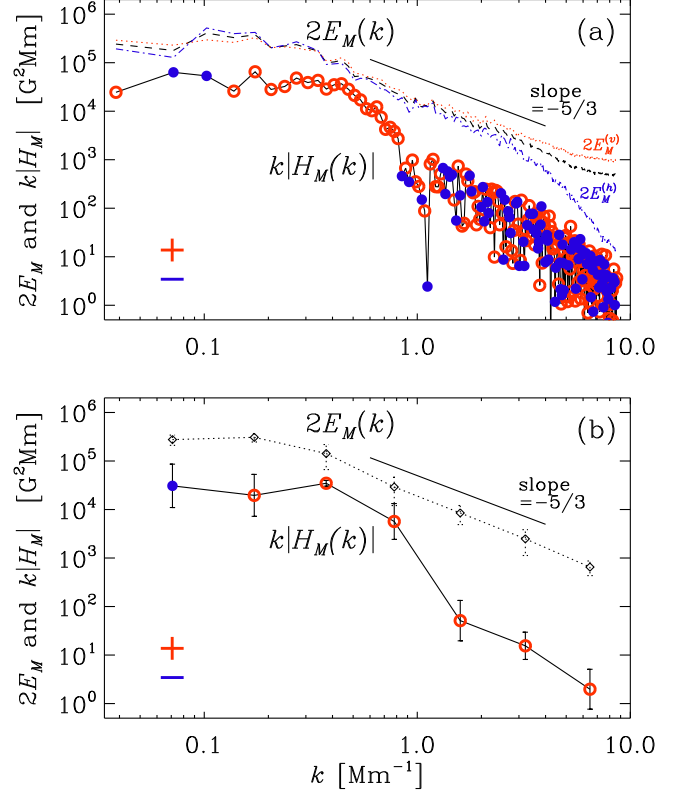 2E_M and k|H_M| [G²Mm]
10⁶
10⁵
10⁴
10³
10²
10¹
10⁰
2E_M(k)
(a)
slope
=−5/3
2E_M^(v)
2E_M^(h)
k|H_M(k)|
+
−
0.1
1.0
10.0
2E_M and k|H_M| [G²Mm]
10⁶
10⁵
10⁴
10³
10²
10¹
10⁰
2E_M(k)
(b)
slope
=−5/3
k|H_M(k)|
+
−
0.1
1.0
10.0
k [Mm⁻¹]